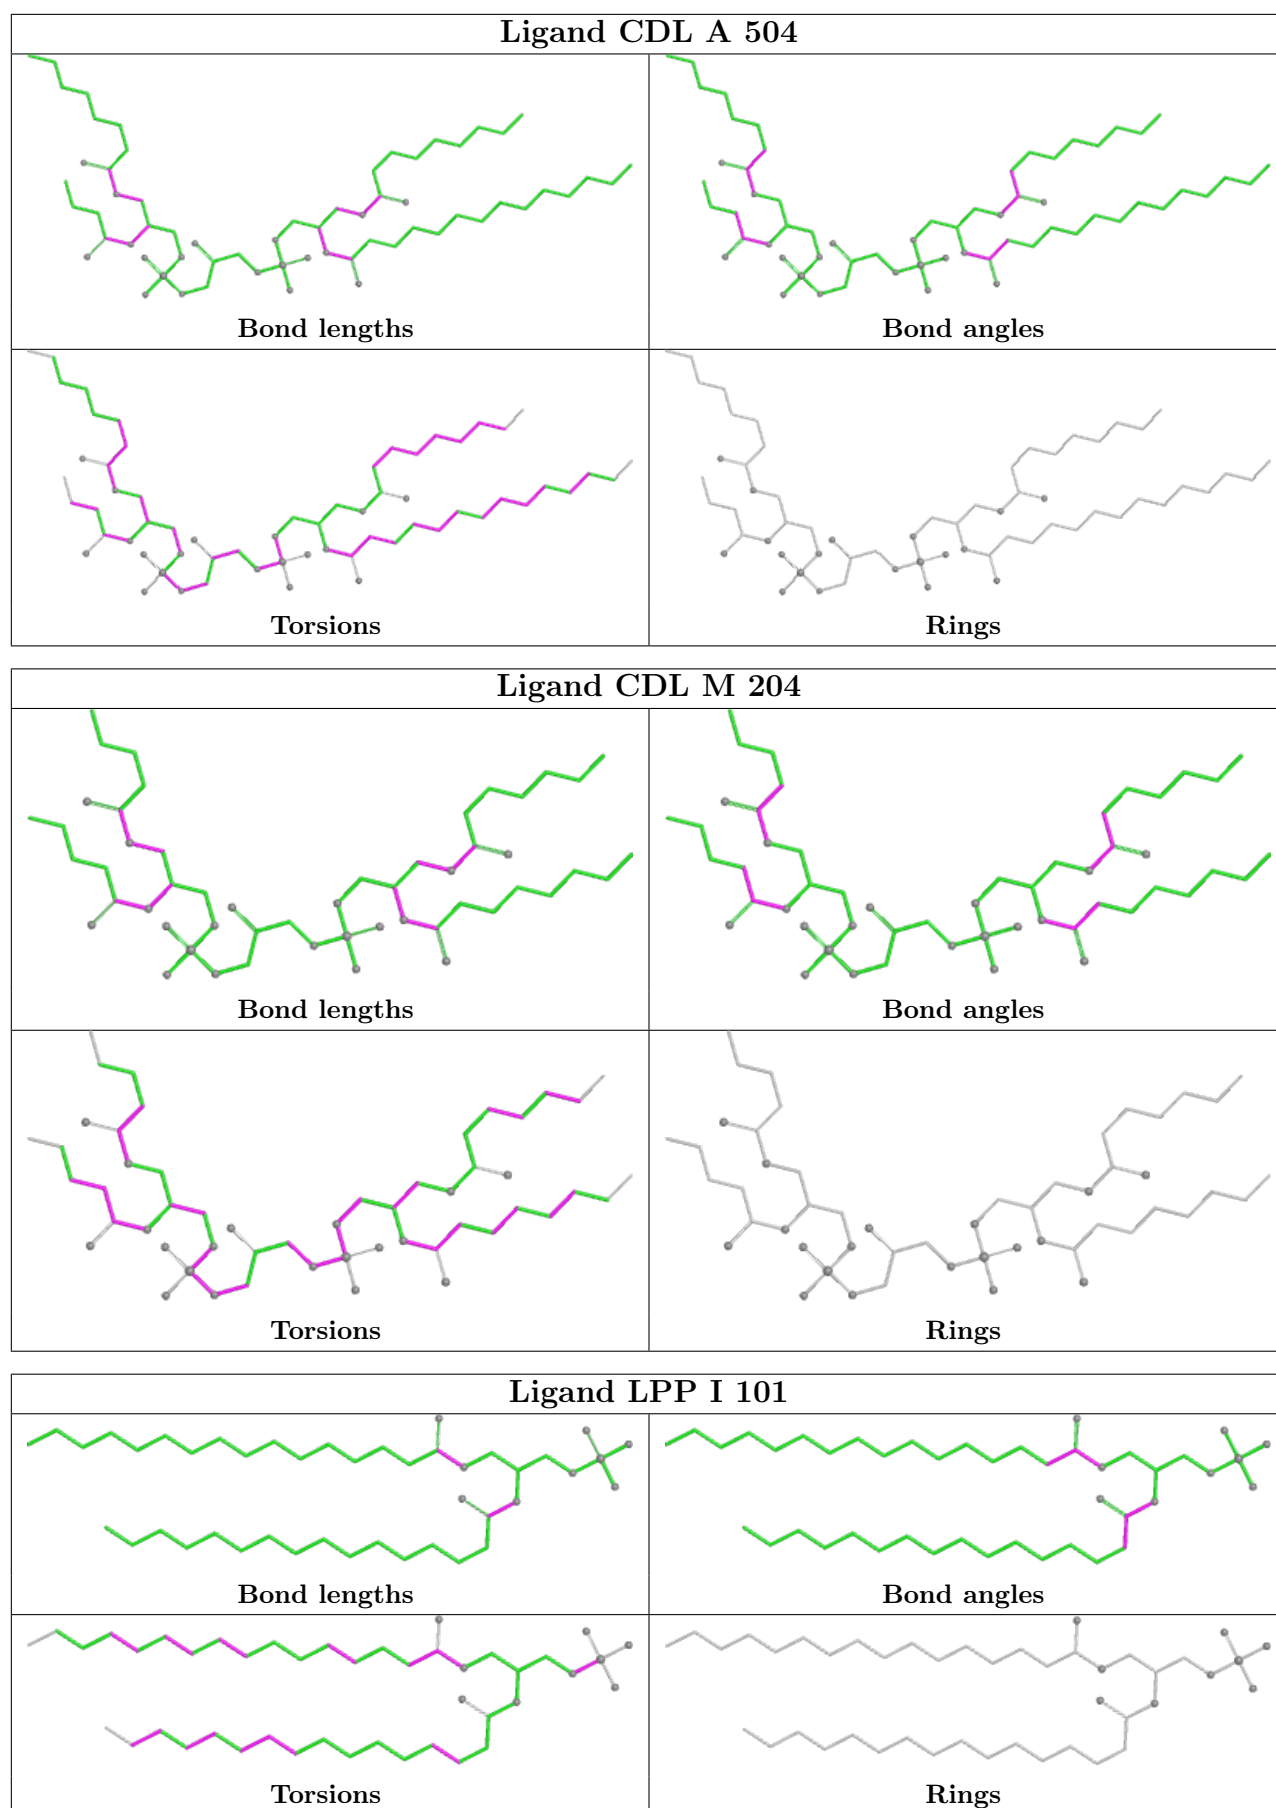 Ligand CDL A 504
Bond lengths
Bond angles
Torsions
Rings
Ligand CDL M 204
Bond lengths
Bond angles
Torsions
Rings
Ligand LPP I 101
Bond lengths
Bond angles
Torsions
Rings